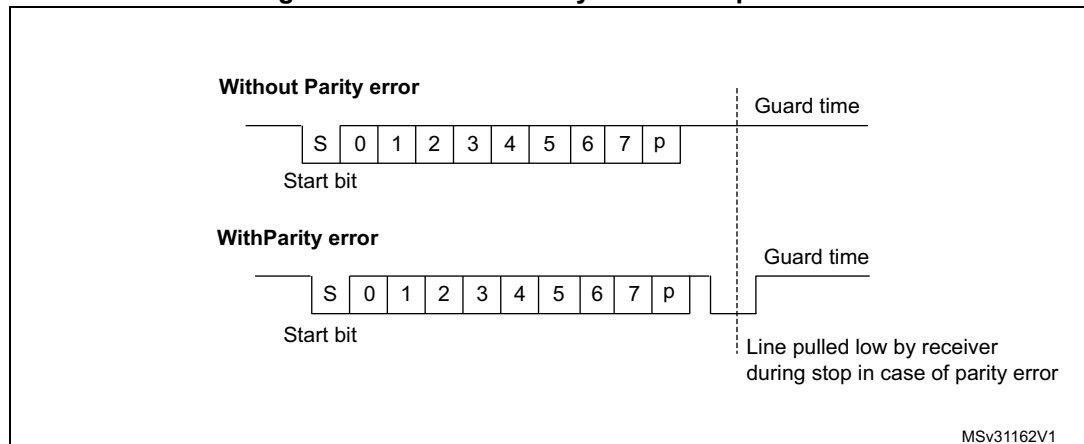 Without Parity error
Guard time
S 0 1 2 3 4 5 6 7 p
Start bit
WithParity error
Guard time
S 0 1 2 3 4 5 6 7 p
Start bit
Line pulled low by receiver
during stop in case of parity error
MSv31162V1